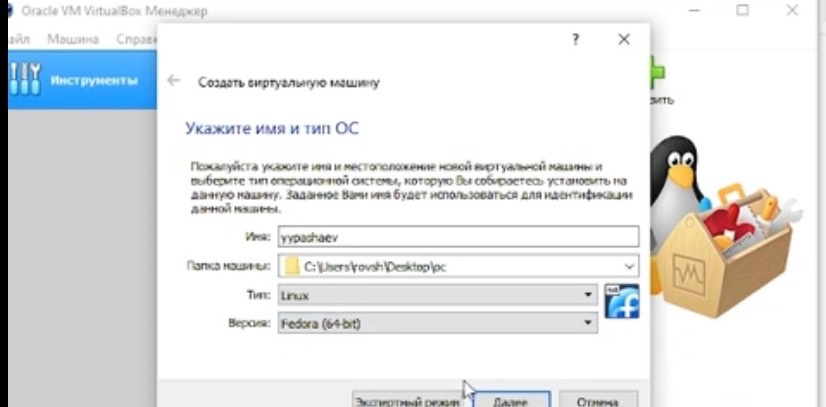 Oracle VM VirtualBox Менеджер
айл Машина Справк
Инструменты
? 
Создать виртуальную машину
Укажите имя и тип ОС
Пожалуйста укажите имя и местоположение новой виртуальной машины и
выберите тип операционной системы, которую Вы собираетесь установить на
данную машину. Заданное Вами имя будет использоваться для идентификации
данной машины.
Имя: yypashaev
Папка машины: C:\Users\rovsh\Desktop\pc
Тип: Linux
64
Версия: Fedora (64-bit)
Экспертный режим Далее Отмена
вить